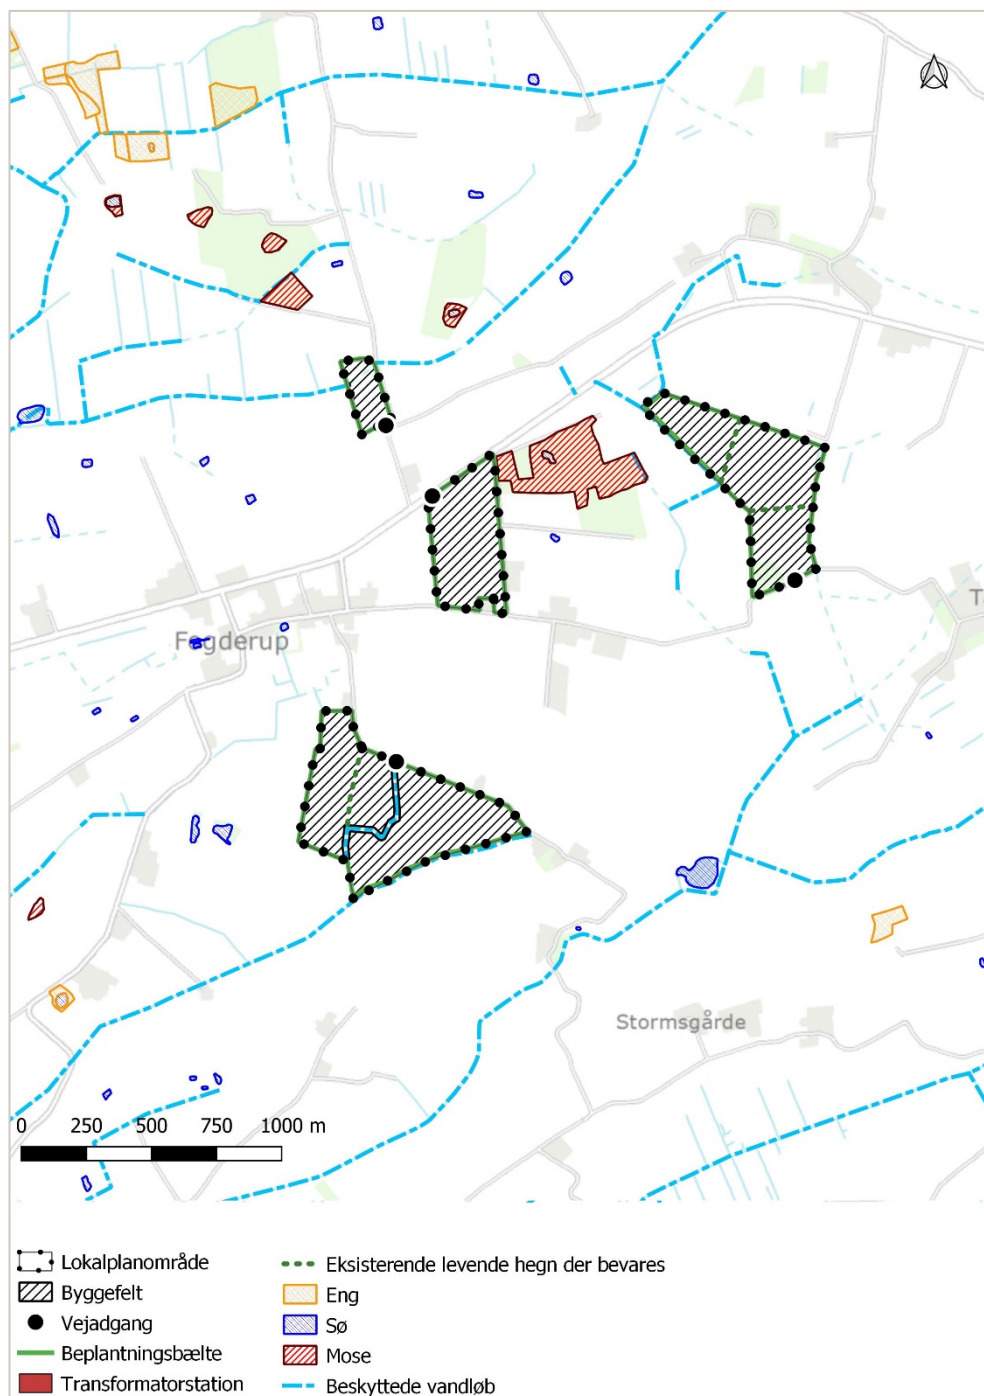 Fogderup
T
Stormsgårde
0 250 500 750 1000 m
Lokalplanområde
Byggefelt
Vejadgang
Beplantningsbælte
Transformatorstation
Eksisterende levende hegn der bevares
Eng
Sø
Mose
Beskyttede vandløb